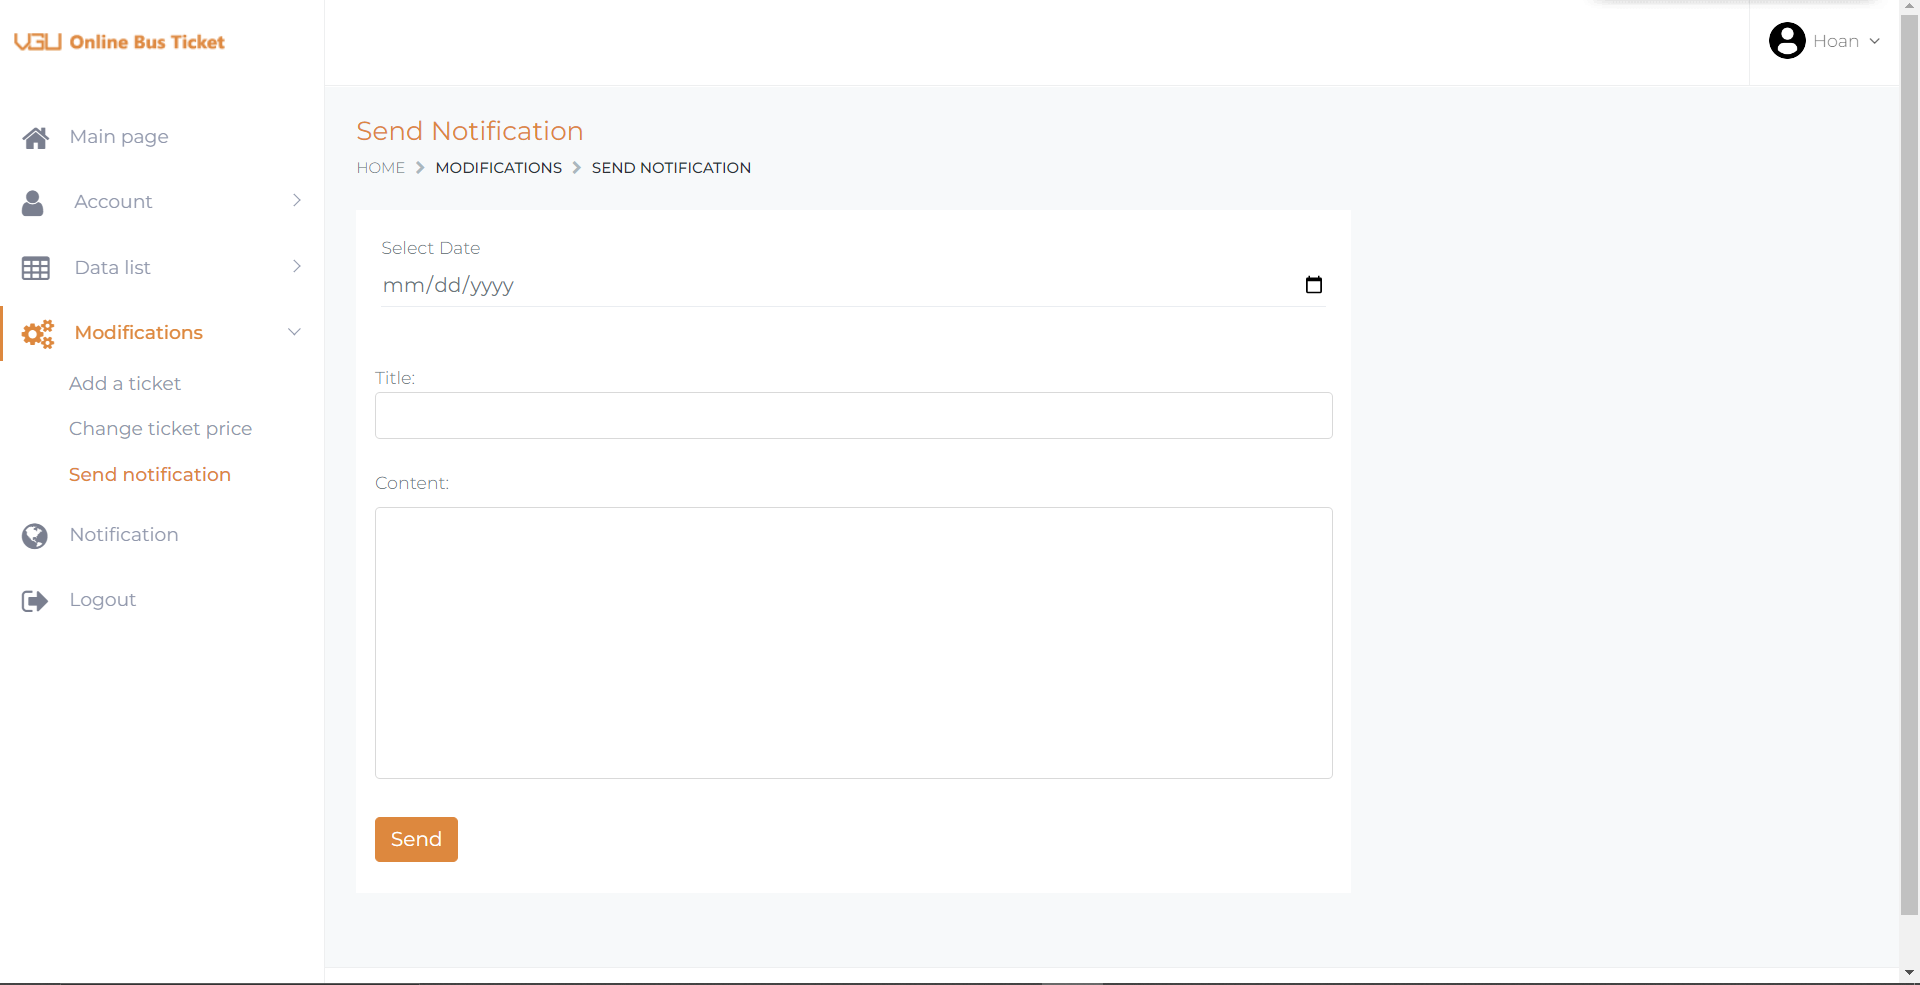 VGU Online Bus Ticket
Hoan
Main page
Account
Data list
Modifications
Add a ticket
Change ticket price
Send notification
Notification
Logout
Send Notification
HOME > MODIFICATIONS > SEND NOTIFICATION
Select Date
mm/dd/yyyy
Title:
Content:
Send